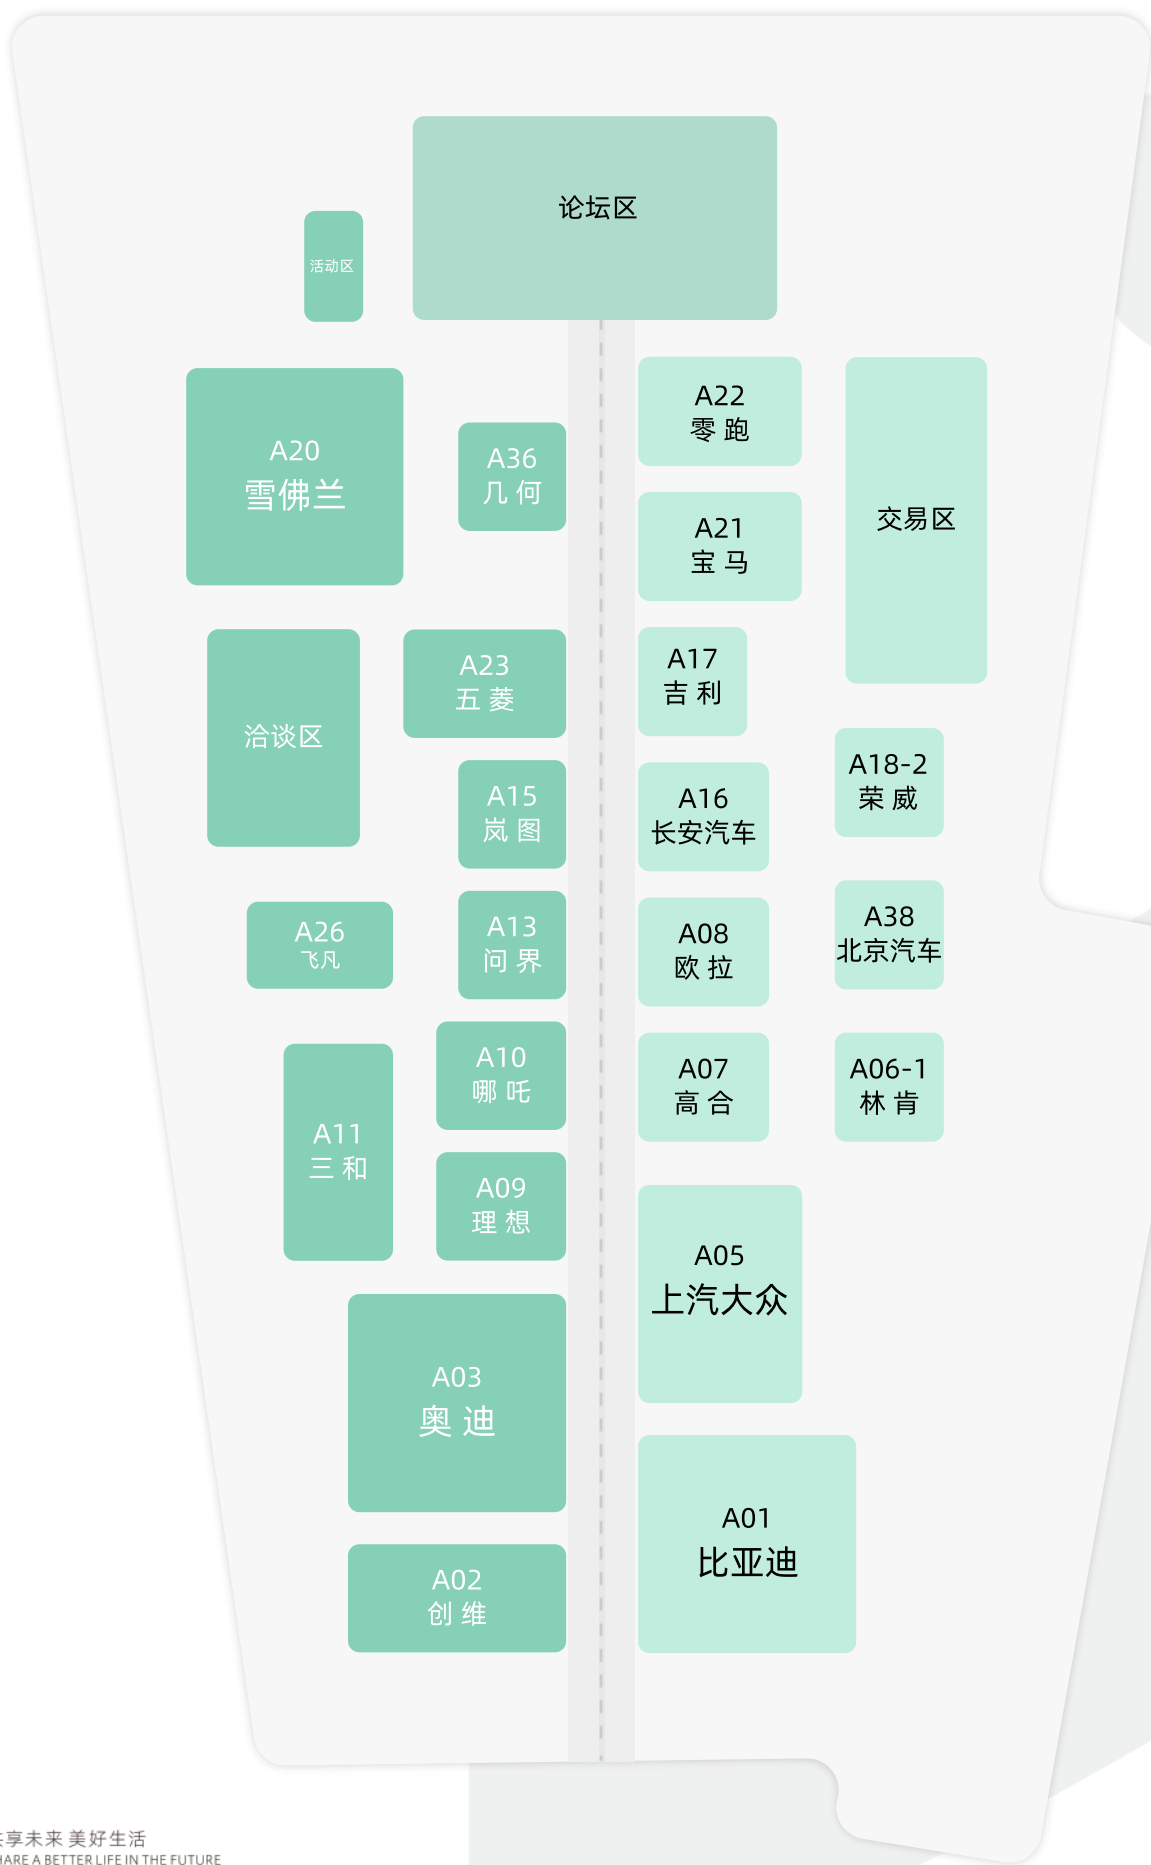 论坛区
活动区
A20
雪佛兰
A36
几 何
A22
零 跑
A21
宝 马
交易区
洽谈区
A23
五 菱
A17
吉 利
A15
岚 图
A16
长安汽车
A18-2
荣 威
A26
飞凡
A13
问 界
A08
欧 拉
A38
北京汽车
A11
三 和
A10
哪 吒
A07
高 合
A06-1
林 肯
A09
理 想
A05
上汽大众
A03
奥 迪
A01
比亚迪
A02
创 维
享未来 美好生活
HARE A BETTER LIFE IN THE FUTURE